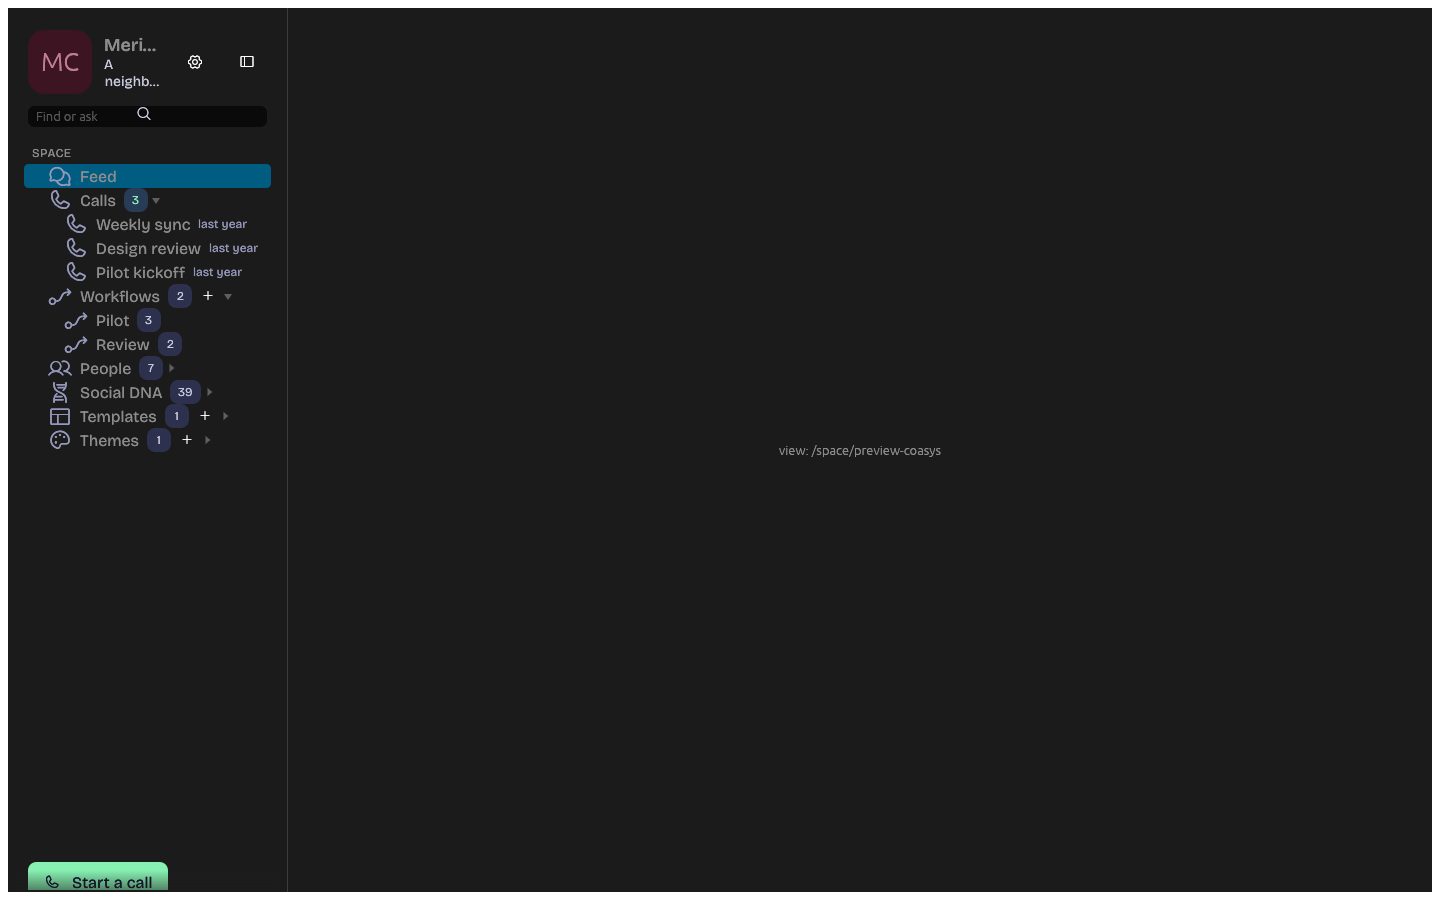 MC
Meri...
A
neighb...
Find or ask
SPACE
Feed
Calls 3
Weekly sync last year
Design review last year
Pilot kickoff last year
Workflows 2 +
Pilot 3
Review 2
People 7
Social DNA 39
Templates 1 +
Themes 1 +
view: /space/preview-coasys
Start a call